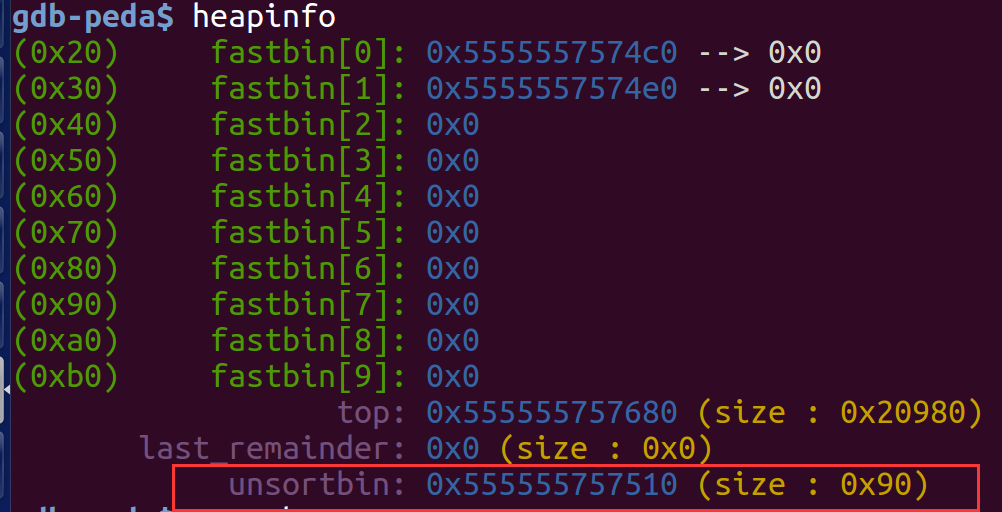 gdb-peda$ heapinfo
(0x20) fastbin[0]: 0x5555557574c0 --> 0x0
(0x30) fastbin[1]: 0x5555557574e0 --> 0x0
(0x40) fastbin[2]: 0x0
(0x50) fastbin[3]: 0x0
(0x60) fastbin[4]: 0x0
(0x70) fastbin[5]: 0x0
(0x80) fastbin[6]: 0x0
(0x90) fastbin[7]: 0x0
(0xa0) fastbin[8]: 0x0
(0xb0) fastbin[9]: 0x0
top: 0x555555757680 (size : 0x20980)
last_remainder: 0x0 (size : 0x0)
unsortbin: 0x555555757510 (size : 0x90)